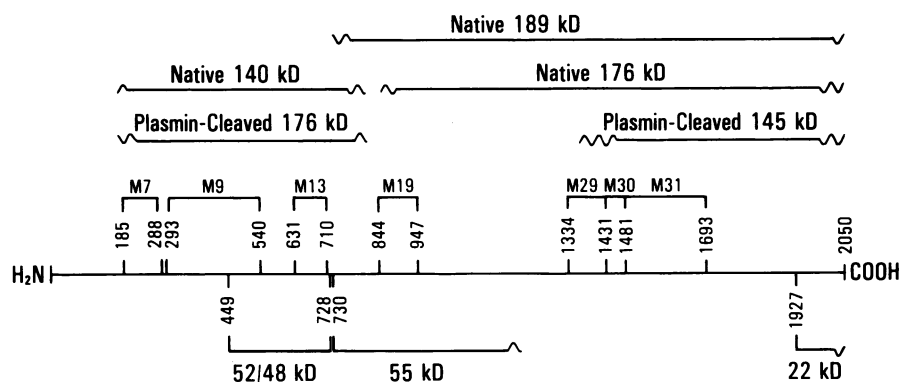 Native 189 kD
Native 140 kD
Native 176 kD
Plasmin-Cleaved 176 kD
Plasmin-Cleaved 145 kD
M7 M9 M13 M19 M29 M30 M31
185 288 293 540 631 710 844 947 1334 1431 1481 1693 2050
H₂N COOH
449 728 730 1927
52/48 kD 55 kD 22 kD